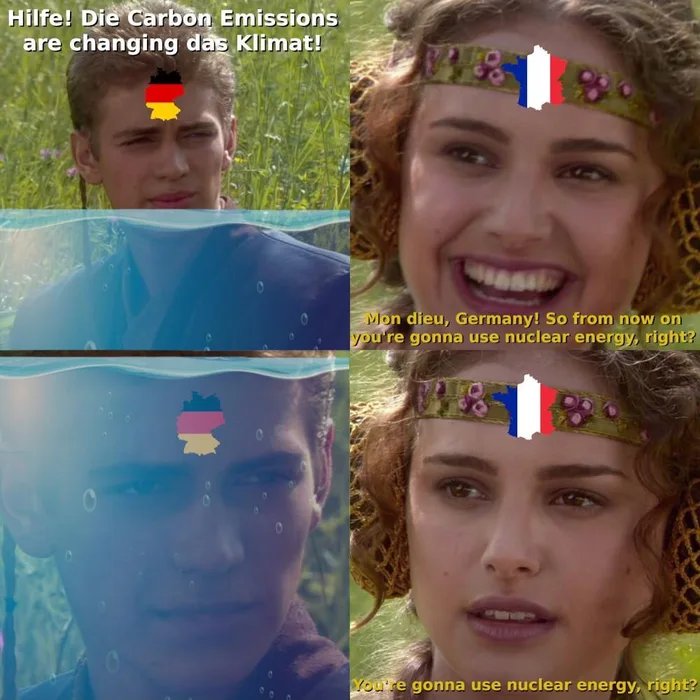 Hilfe! Die Carbon Emissions
are changing das Klimat!
Mon dieu, Germany! So from now on
you're gonna use nuclear energy, right?
You're gonna use nuclear energy, right?